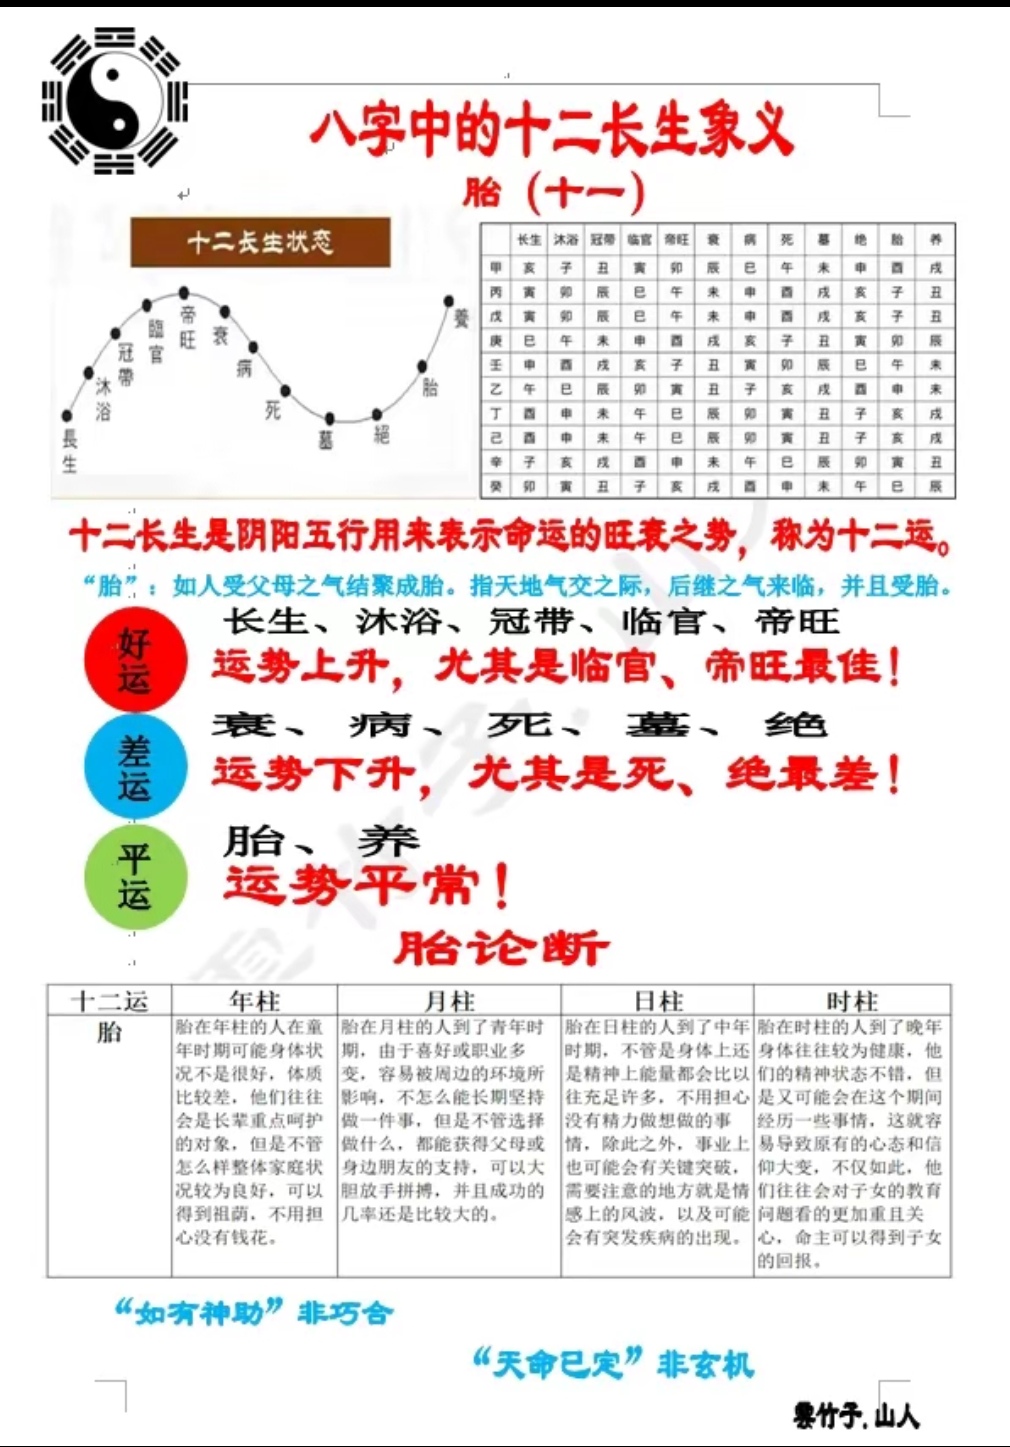 八字中的十二长生象义
胎（十一）
十二长生状态
長生
沐浴
冠帶
臨官
帝旺
衰
病
死
墓
絕
胎
養
长生 沐浴 冠带 临官 帝旺 衰 病 死 墓 绝 胎 养
甲 亥 子 丑 寅 卯 辰 巳 午 未 申 酉 戌
丙 寅 卯 辰 巳 午 未 申 酉 戌 亥 子 丑
戊 寅 卯 辰 巳 午 未 申 酉 戌 亥 子 丑
庚 巳 午 未 申 酉 戌 亥 子 丑 寅 卯 辰
壬 申 酉 戌 亥 子 丑 寅 卯 辰 巳 午 未
乙 午 巳 辰 卯 寅 丑 子 亥 戌 酉 申 未
丁 酉 申 未 午 巳 辰 卯 寅 丑 子 亥 戌
己 酉 申 未 午 巳 辰 卯 寅 丑 子 亥 戌
辛 子 亥 戌 酉 申 未 午 巳 辰 卯 寅 丑
癸 卯 寅 丑 子 亥 戌 酉 申 未 午 巳 辰
十二长生是阴阳五行用来表示命运的旺衰之势，称为十二运。
“胎”：如人受父母之气结聚成胎。指天地气交之际，后继之气来临，并且受胎。
好运
长生、沐浴、冠带、临官、帝旺
运势上升，尤其是临官、帝旺最佳！
差运
衰、病、死、墓、绝
运势下升，尤其是死、绝最差！
平运
胎、养
运势平常！
胎论断
十二运 年柱 月柱 日柱 时柱
胎
胎在年柱的人在童
年时期可能身体状
况不是很好，体质
比较差，他们往往
会是长辈重点呵护
的对象，但是不管
怎么样整体家庭状
况较为良好，可以
得到祖荫，不用担
心没有钱花。
胎在月柱的人到了青年时
期，由于喜好或职业多
变，容易被周边的环境所
影响，不怎么能长期坚持
做一件事，但是不管选择
做什么，都能获得父母或
身边朋友的支持，可以大
胆放手拼搏，并且成功的
几率还是比较大的。
胎在日柱的人到了中年
时期，不管是身体上还
是精神上能量都会比以
往充足许多，不用担心
没有精力做想做的事
情，除此之外，事业上
也可能会有关键突破，
需要注意的地方就是情
感上的风波，以及可能
会有突发疾病的出现。
胎在时柱的人到了晚年
身体往往较为健康，他
们的精神状态不错，但
是又可能会在这个期间
经历一些事情，这就容
易导致原有的心态和信
仰大变，不仅如此，他
们往往会对子女的教育
问题看的更加重且关
心，命主可以得到子女
的回报。
“如有神助”非巧合
“天命已定”非玄机
雲竹子.山人